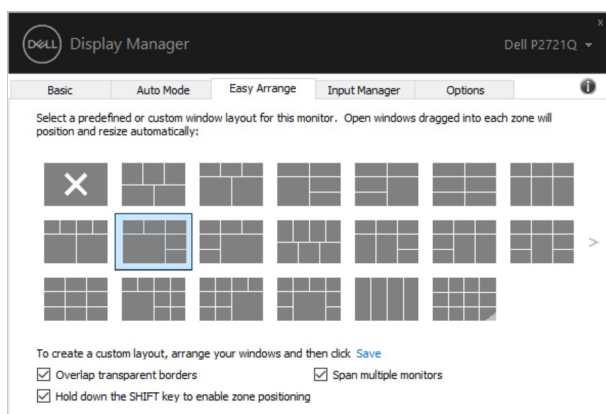 x
DELL Display Manager Dell P2721Q
Basic Auto Mode Easy Arrange Input Manager Options i
Select a predefined or custom window layout for this monitor. Open windows dragged into each zone will
position and resize automatically:
>
To create a custom layout, arrange your windows and then click Save
Overlap transparent borders Span multiple monitors
Hold down the SHIFT key to enable zone positioning